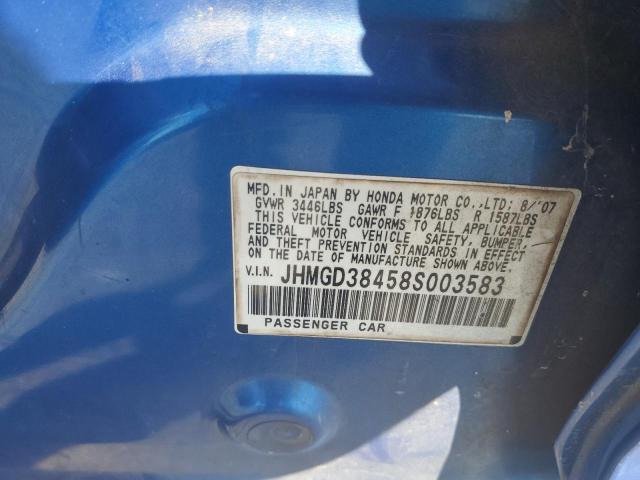 MFD. IN JAPAN BY HONDA MOTOR CO.,LTD; 8/'07
GVWR 3446LBS GAWR F 1876LBS R 1587LBS
THIS VEHICLE CONFORMS TO ALL APPLICABLE
FEDERAL MOTOR VEHICLE SAFETY, BUMPER,
AND THEFT PREVENTION STANDARDS IN EFFECT
ON THE DATE OF MANUFACTURE SHOWN ABOVE.
V.I.N. JHMGD38458S003583
PASSENGER CAR